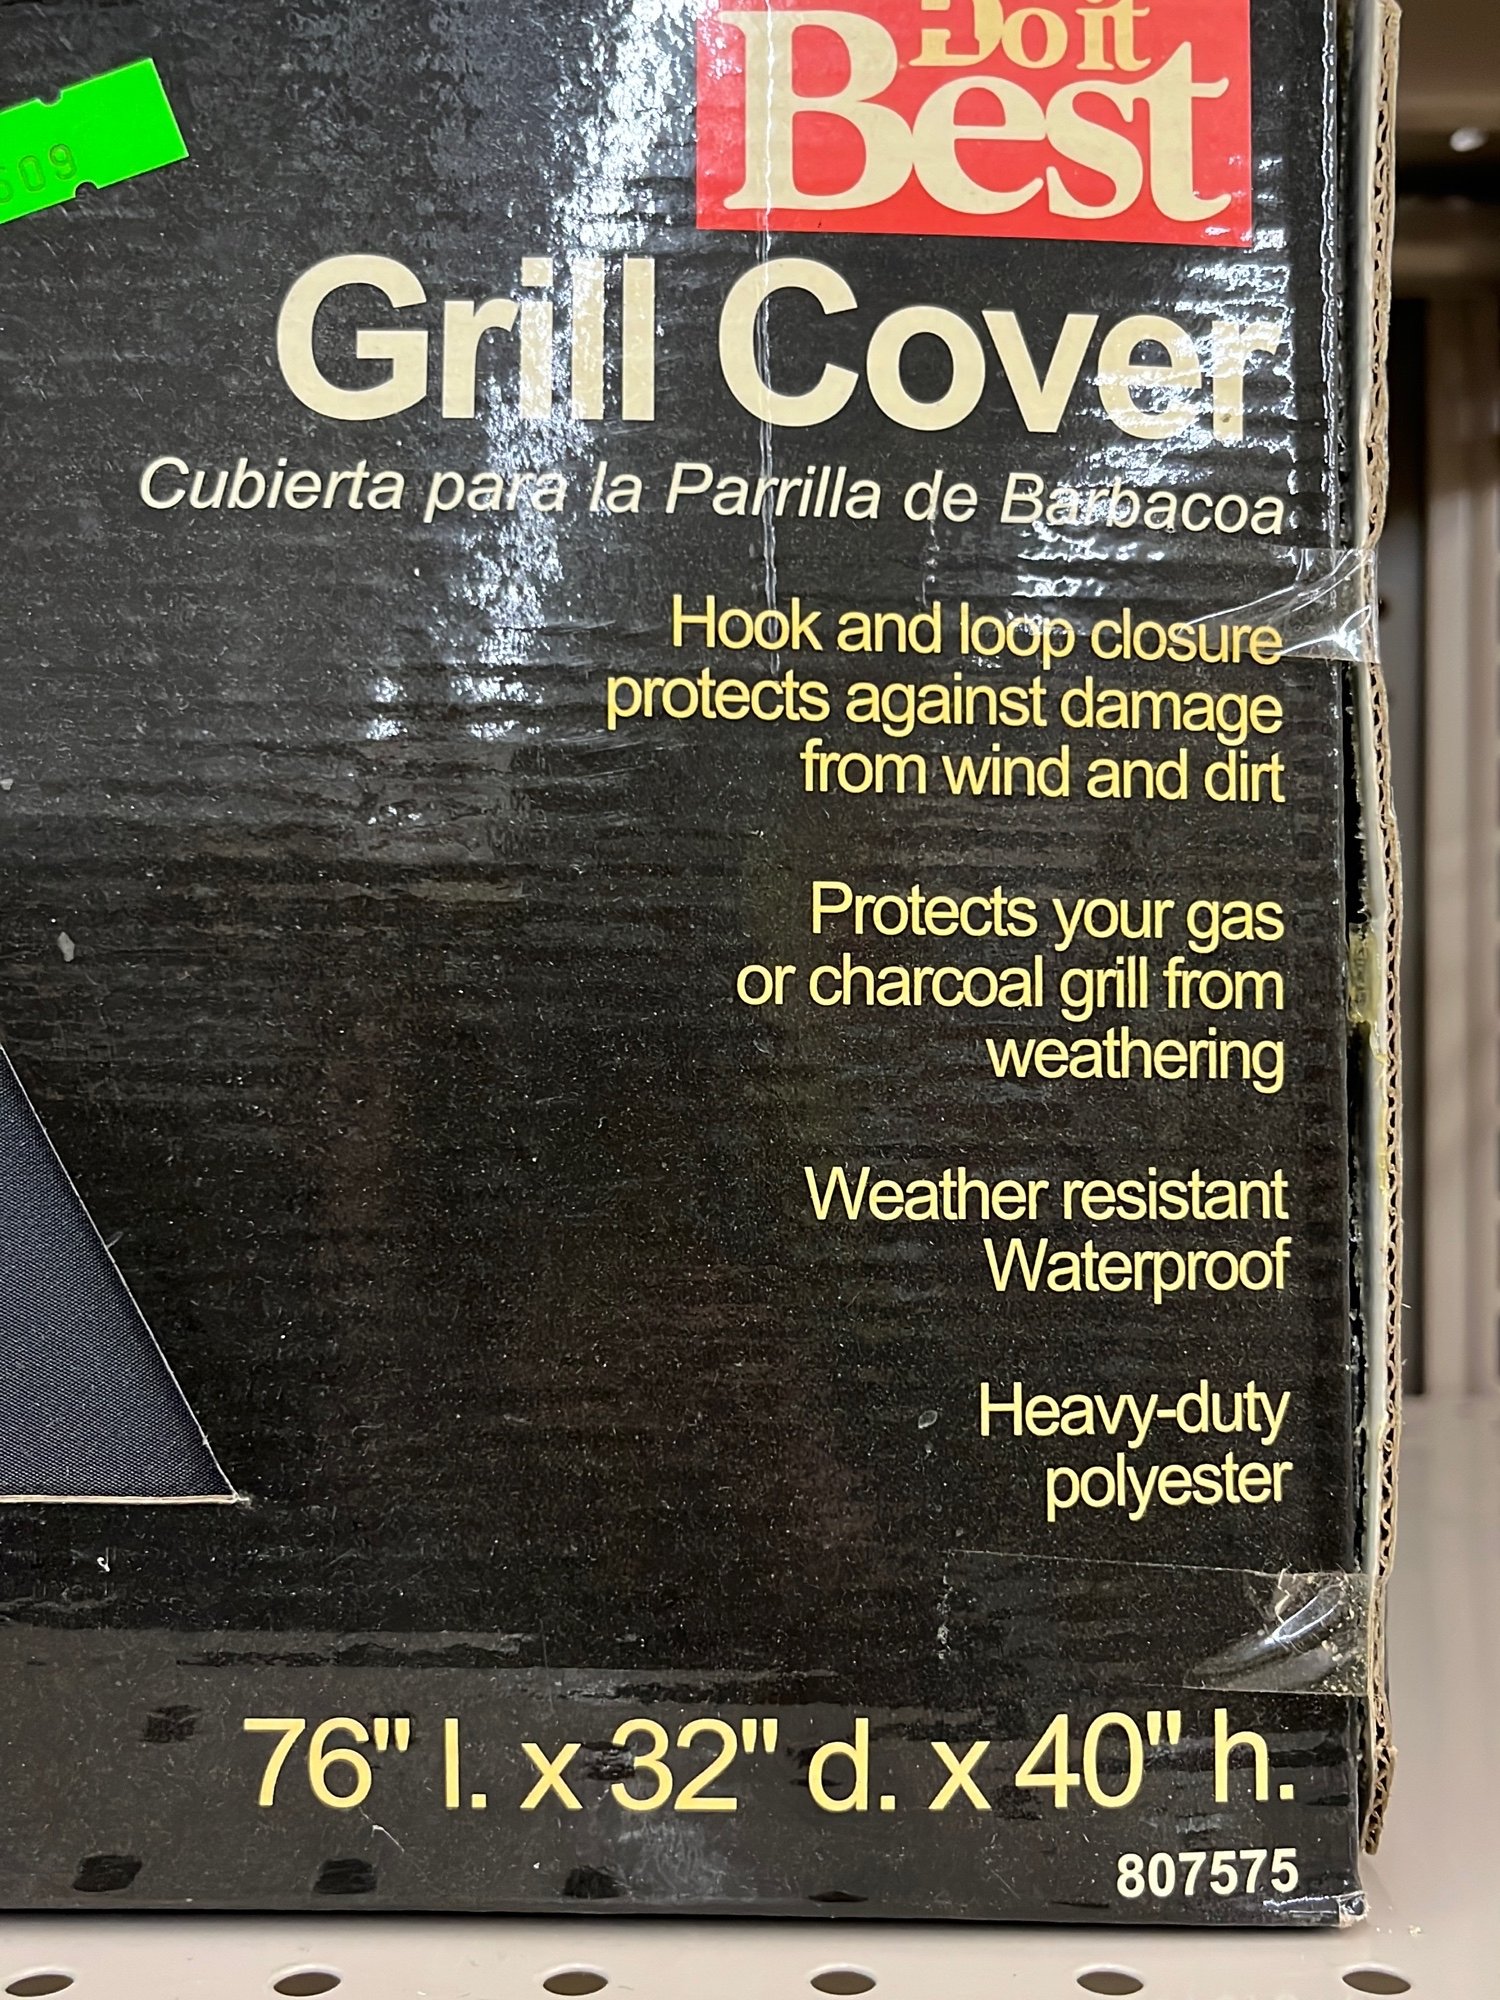 Do it
Best
Grill Cover
Cubierta para la Parrilla de Barbacoa
Hook and loop closure
protects against damage
from wind and dirt
Protects your gas
or charcoal grill from
weathering
Weather resistant
Waterproof
Heavy-duty
polyester
76" l. x 32" d. x 40" h.
807575